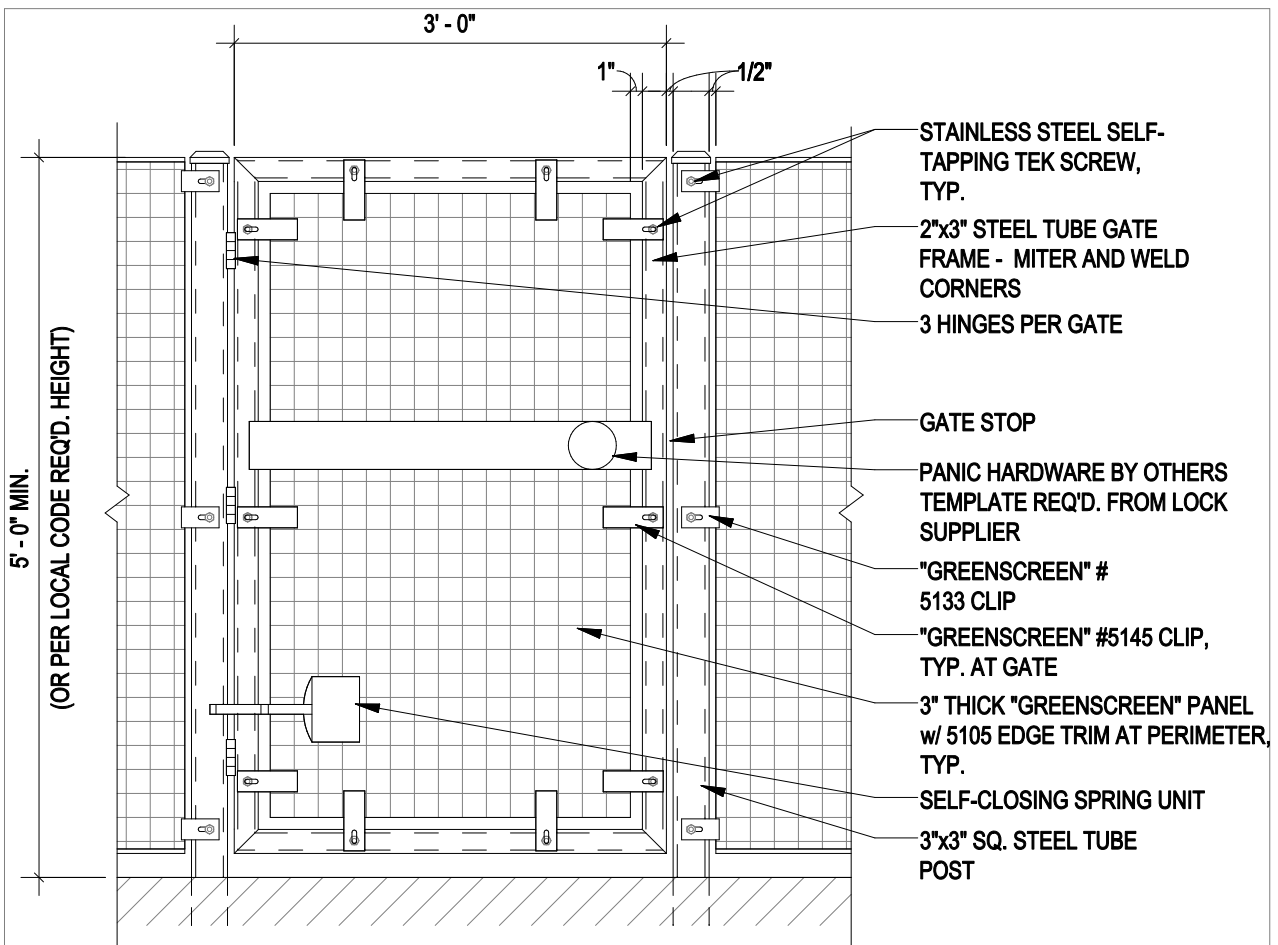 3' - 0"
1"
1/2"
STAINLESS STEEL SELF-
TAPPING TEK SCREW,
TYP.
2"x3" STEEL TUBE GATE
FRAME - MITER AND WELD
CORNERS
3 HINGES PER GATE
GATE STOP
PANIC HARDWARE BY OTHERS
TEMPLATE REQ'D. FROM LOCK
SUPPLIER
"GREENSCREEN" #
5133 CLIP
"GREENSCREEN" #5145 CLIP,
TYP. AT GATE
3" THICK "GREENSCREEN" PANEL
w/ 5105 EDGE TRIM AT PERIMETER,
TYP.
SELF-CLOSING SPRING UNIT
3"x3" SQ. STEEL TUBE
POST
5' - 0" MIN.
(OR PER LOCAL CODE REQ'D. HEIGHT)